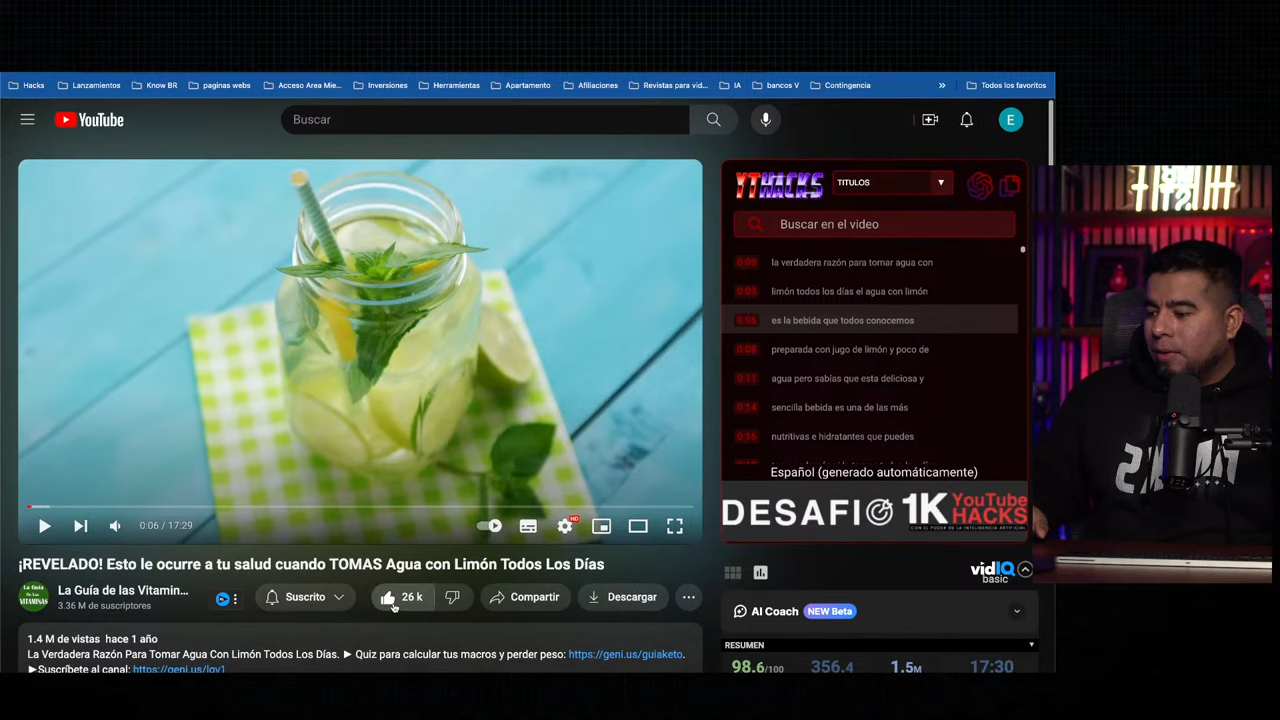 Hacks Lanzamientos Know BR paginas webs Acceso Area Mie... Inversiones Herramientas Apartamento Afiliaciones Revistas para vid... IA bancos V Contingencia » Todos los favoritos
YouTube Buscar E
YTHACKS TITULOS
Buscar en el video
0:00 la verdadera razón para tomar agua con
0:03 limón todos los días el agua con limón
0:06 es la bebida que todos conocemos
0:08 preparada con jugo de limón y poco de
0:11 agua pero sabías que esta deliciosa y
0:14 sencilla bebida es una de las más
0:16 nutritivas e hidratantes que puedes
Español (generado automáticamente)
DESAFIO 1K YouTube HACKS
CON EL PODER DE LA INTELIGENCIA ARTIFICIAL
0:06 / 17:29 HD
¡REVELADO! Esto le ocurre a tu salud cuando TOMAS Agua con Limón Todos Los Días
La Guía de las Vitamin...
3.36 M de suscriptores
Suscrito 26 k Compartir Descargar
1.4 M de vistas hace 1 año
La Verdadera Razón Para Tomar Agua Con Limón Todos Los Días. ► Quiz para calcular tus macros y perder peso: https://geni.us/guiaketo.
►Suscríbete al canal: https://geni.us/lgv1
vidIQ
basic
AI Coach NEW Beta
RESUMEN
98.6/100 356.4 1.5M 17:30